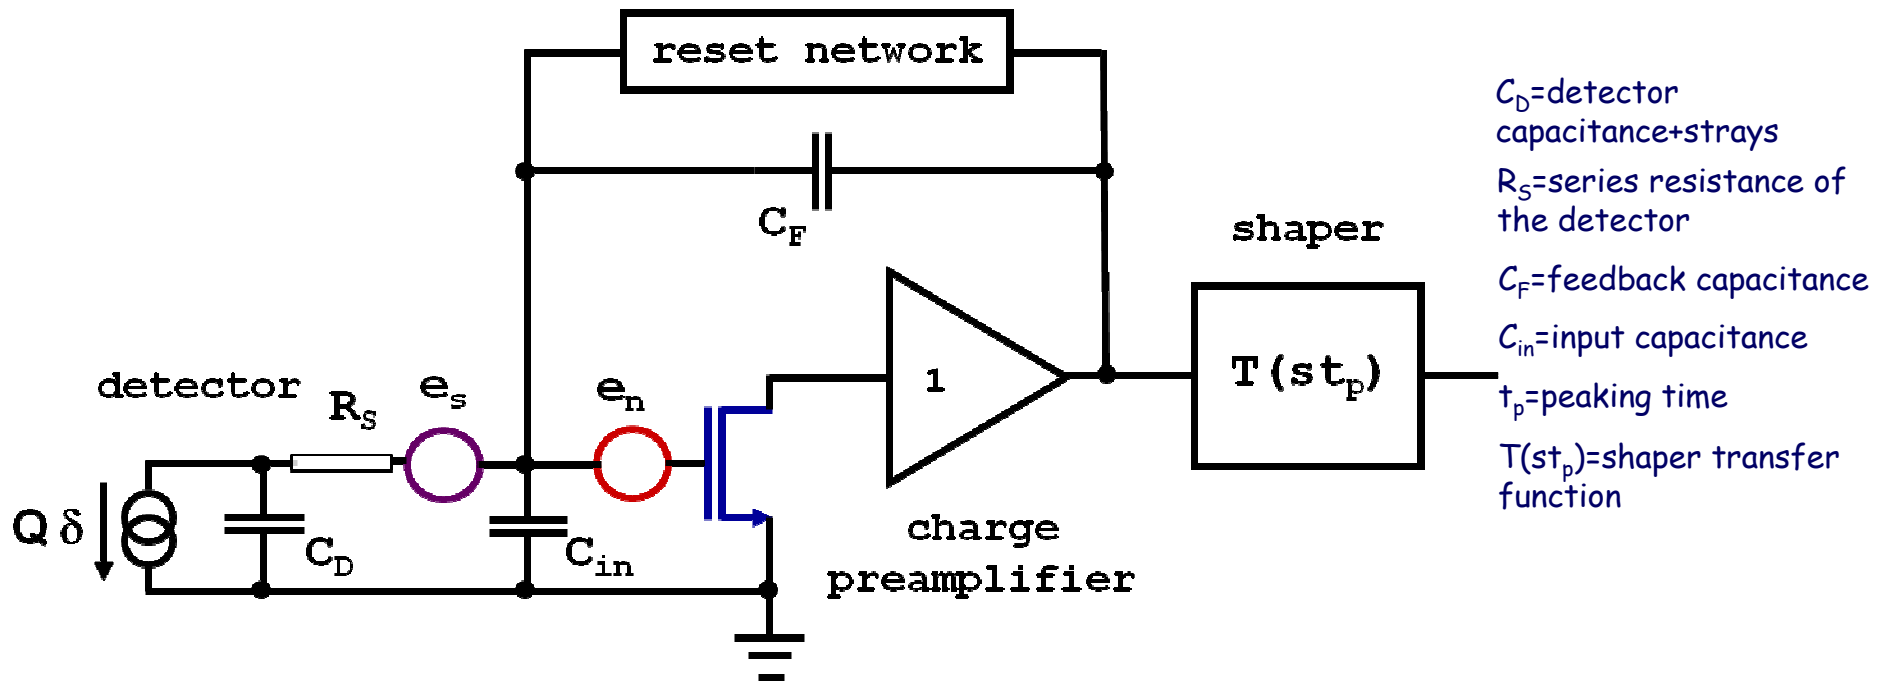 reset network
C_D=detector
capacitance+strays
R_S=series resistance of
the detector
C_F
shaper
C_F=feedback capacitance
C_in=input capacitance
1
T(st_p)
detector
R_S
e_s
e_n
t_p=peaking time
T(st_p)=shaper transfer
function
Q δ
C_D
C_in
charge
preamplifier